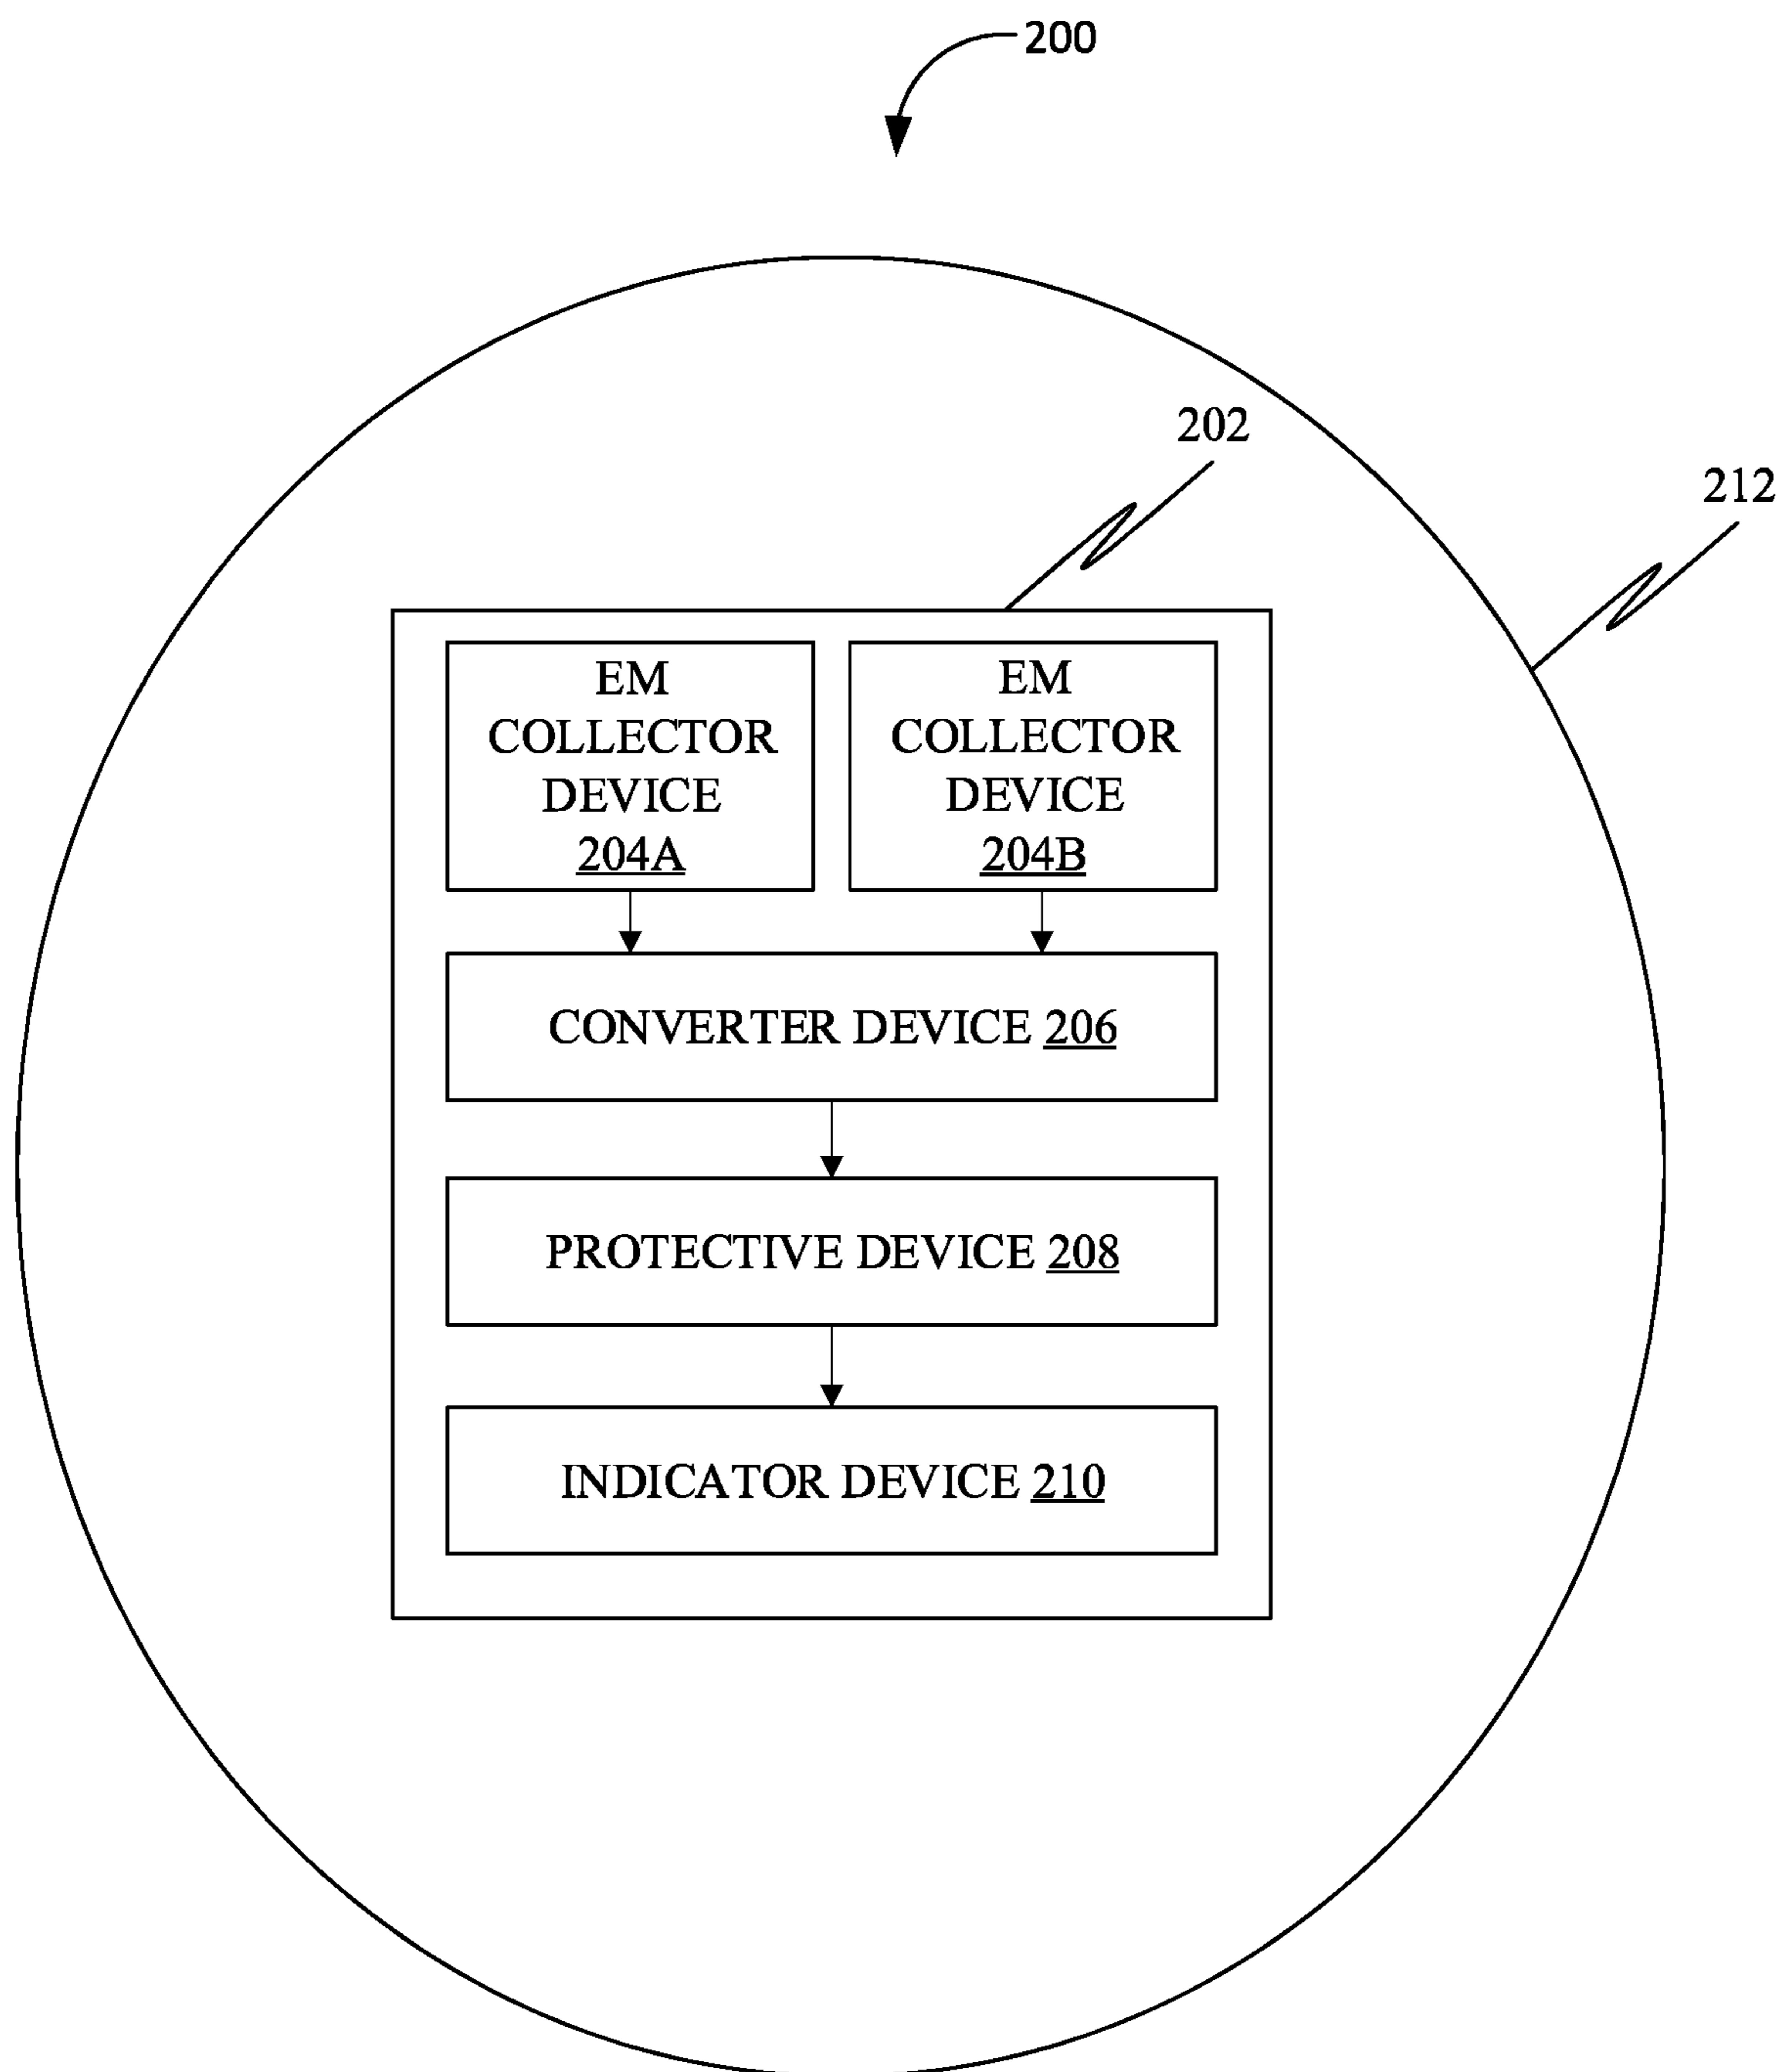 200
202
212
EM
COLLECTOR
DEVICE
204A
EM
COLLECTOR
DEVICE
204B
CONVERTER DEVICE 206
PROTECTIVE DEVICE 208
INDICATOR DEVICE 210